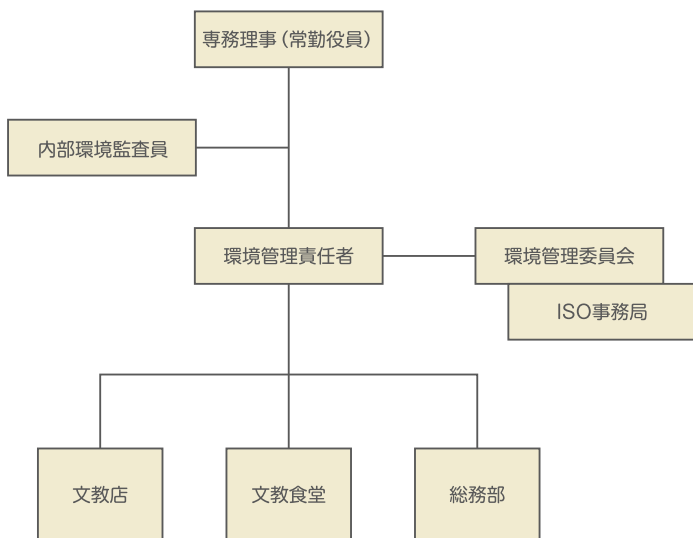 専務理事(常勤役員)
内部環境監査員
環境管理責任者
環境管理委員会
ISO事務局
文教店
文教食堂
総務部